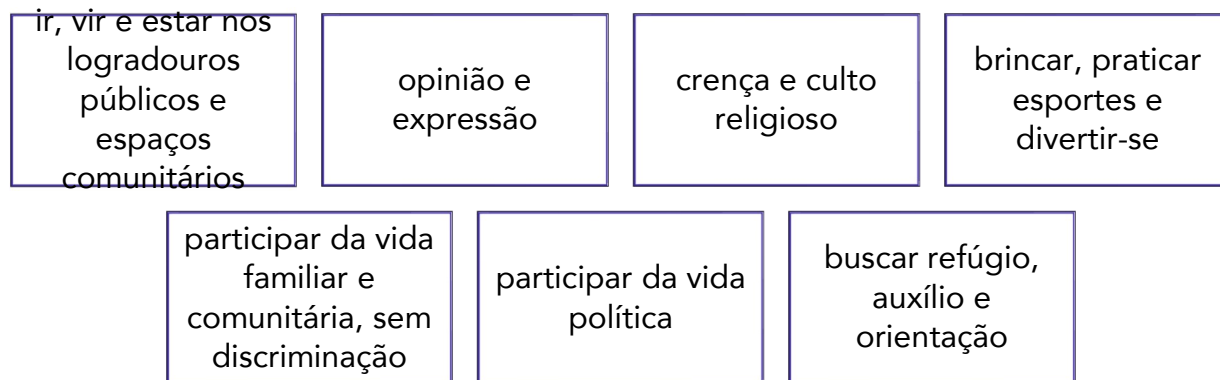 ir, vir e estar nos
logradouros
públicos e
espaços
comunitários
opinião e
expressão
crença e culto
religioso
brincar, praticar
esportes e
divertir-se
participar da vida
familiar e
comunitária, sem
discriminação
participar da vida
política
buscar refúgio,
auxílio e
orientação